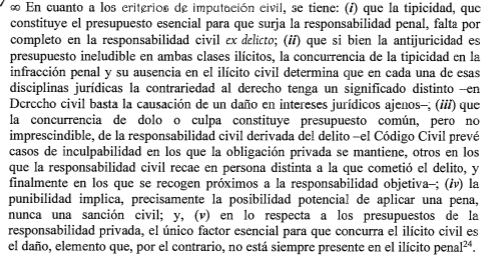 ∞ En cuanto a los criterios de imputación civil, se tiene: (i) que la tipicidad, que
constituye el presupuesto esencial para que surja la responsabilidad penal, falta por
completo en la responsabilidad civil ex delicto; (ii) que si bien la antijuricidad es
presupuesto ineludible en ambas clases ilícitos, la concurrencia de la tipicidad en la
infracción penal y su ausencia en el ilícito civil determina que en cada una de esas
disciplinas jurídicas la contrariedad al derecho tenga un significado distinto –en
Derecho civil basta la causación de un daño en intereses jurídicos ajenos–; (iii) que
la concurrencia de dolo o culpa constituye presupuesto común, pero no
imprescindible, de la responsabilidad civil derivada del delito –el Código Civil prevé
casos de inculpabilidad en los que la obligación privada se mantiene, otros en los
que la responsabilidad civil recae en persona distinta a la que cometió el delito, y
finalmente en los que se recogen próximos a la responsabilidad objetiva–; (iv) la
punibilidad implica, precisamente la posibilidad potencial de aplicar una pena,
nunca una sanción civil; y, (v) en lo respecta a los presupuestos de la
responsabilidad privada, el único factor esencial para que concurra el ilícito civil es
el daño, elemento que, por el contrario, no está siempre presente en el ilícito penal²⁴.